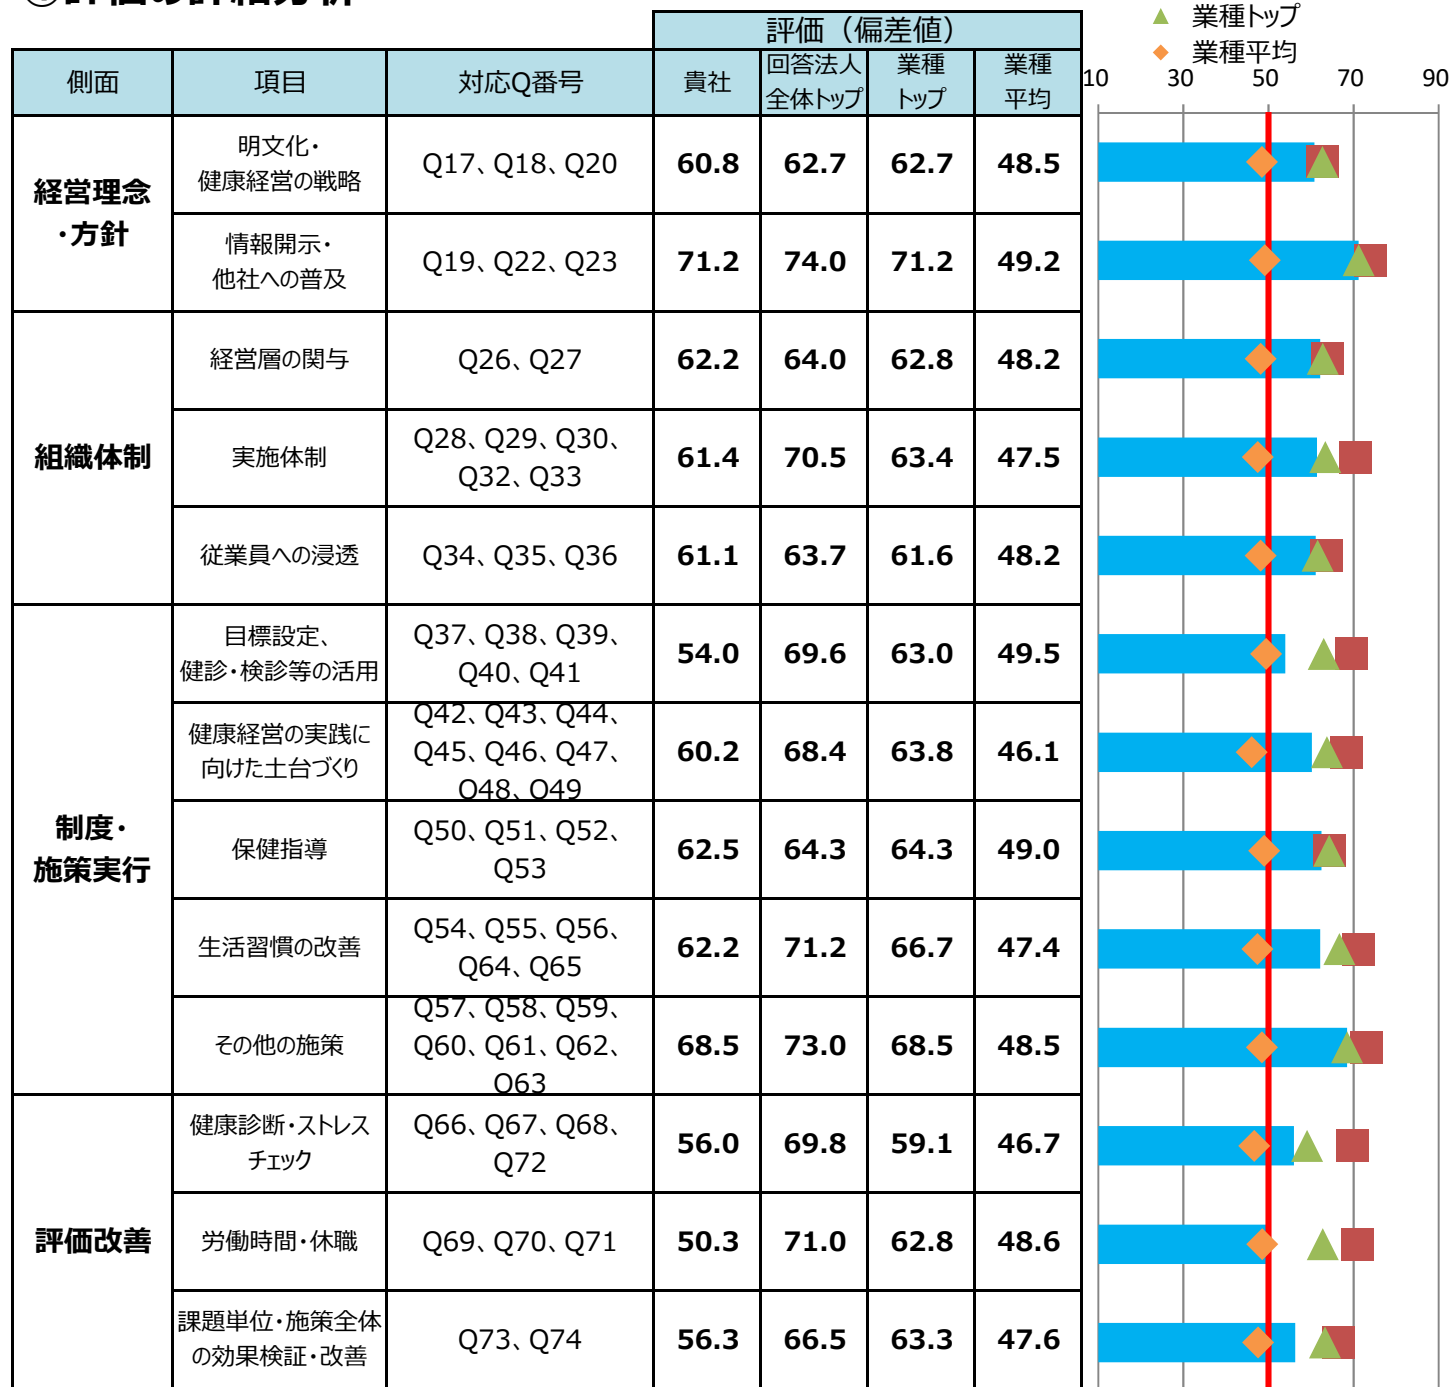 評価の詳細分析
評価（偏差値）
▲ 業種トップ
◆ 業種平均
側面 項目 対応Q番号 貴社 回答法人全体トップ 業種トップ 業種平均
10 30 50 70 90
経営理念・方針
明文化・健康経営の戦略 Q17、Q18、Q20 60.8 62.7 62.7 48.5
情報開示・他社への普及 Q19、Q22、Q23 71.2 74.0 71.2 49.2
組織体制
経営層の関与 Q26、Q27 62.2 64.0 62.8 48.2
実施体制 Q28、Q29、Q30、Q32、Q33 61.4 70.5 63.4 47.5
従業員への浸透 Q34、Q35、Q36 61.1 63.7 61.6 48.2
制度・施策実行
目標設定、健診・検診等の活用 Q37、Q38、Q39、Q40、Q41 54.0 69.6 63.0 49.5
健康経営の実践に向けた土台づくり Q42、Q43、Q44、Q45、Q46、Q47、Q48、Q49 60.2 68.4 63.8 46.1
保健指導 Q50、Q51、Q52、Q53 62.5 64.3 64.3 49.0
生活習慣の改善 Q54、Q55、Q56、Q64、Q65 62.2 71.2 66.7 47.4
その他の施策 Q57、Q58、Q59、Q60、Q61、Q62、Q63 68.5 73.0 68.5 48.5
評価改善
健康診断・ストレスチェック Q66、Q67、Q68、Q72 56.0 69.8 59.1 46.7
労働時間・休職 Q69、Q70、Q71 50.3 71.0 62.8 48.6
課題単位・施策全体の効果検証・改善 Q73、Q74 56.3 66.5 63.3 47.6